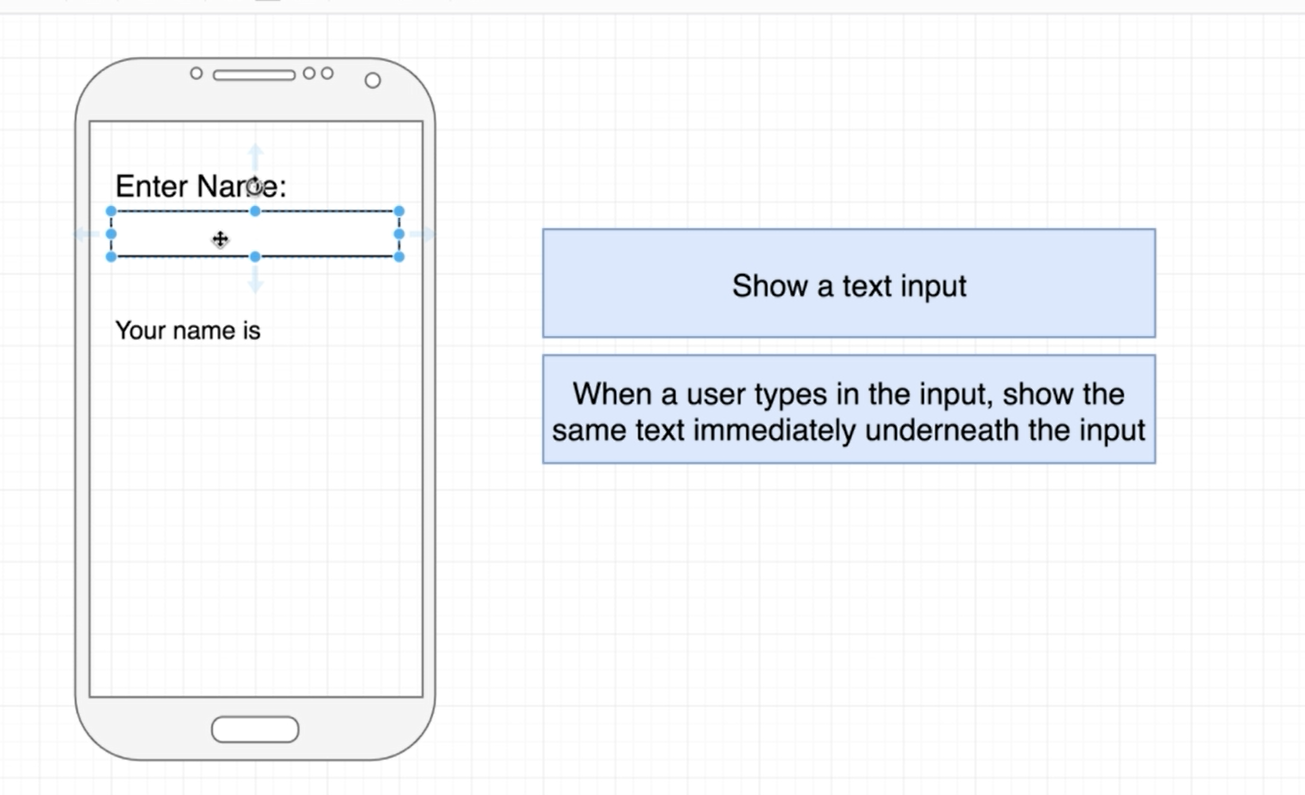 Enter Name:
Your name is
Show a text input
When a user types in the input, show the
same text immediately underneath the input